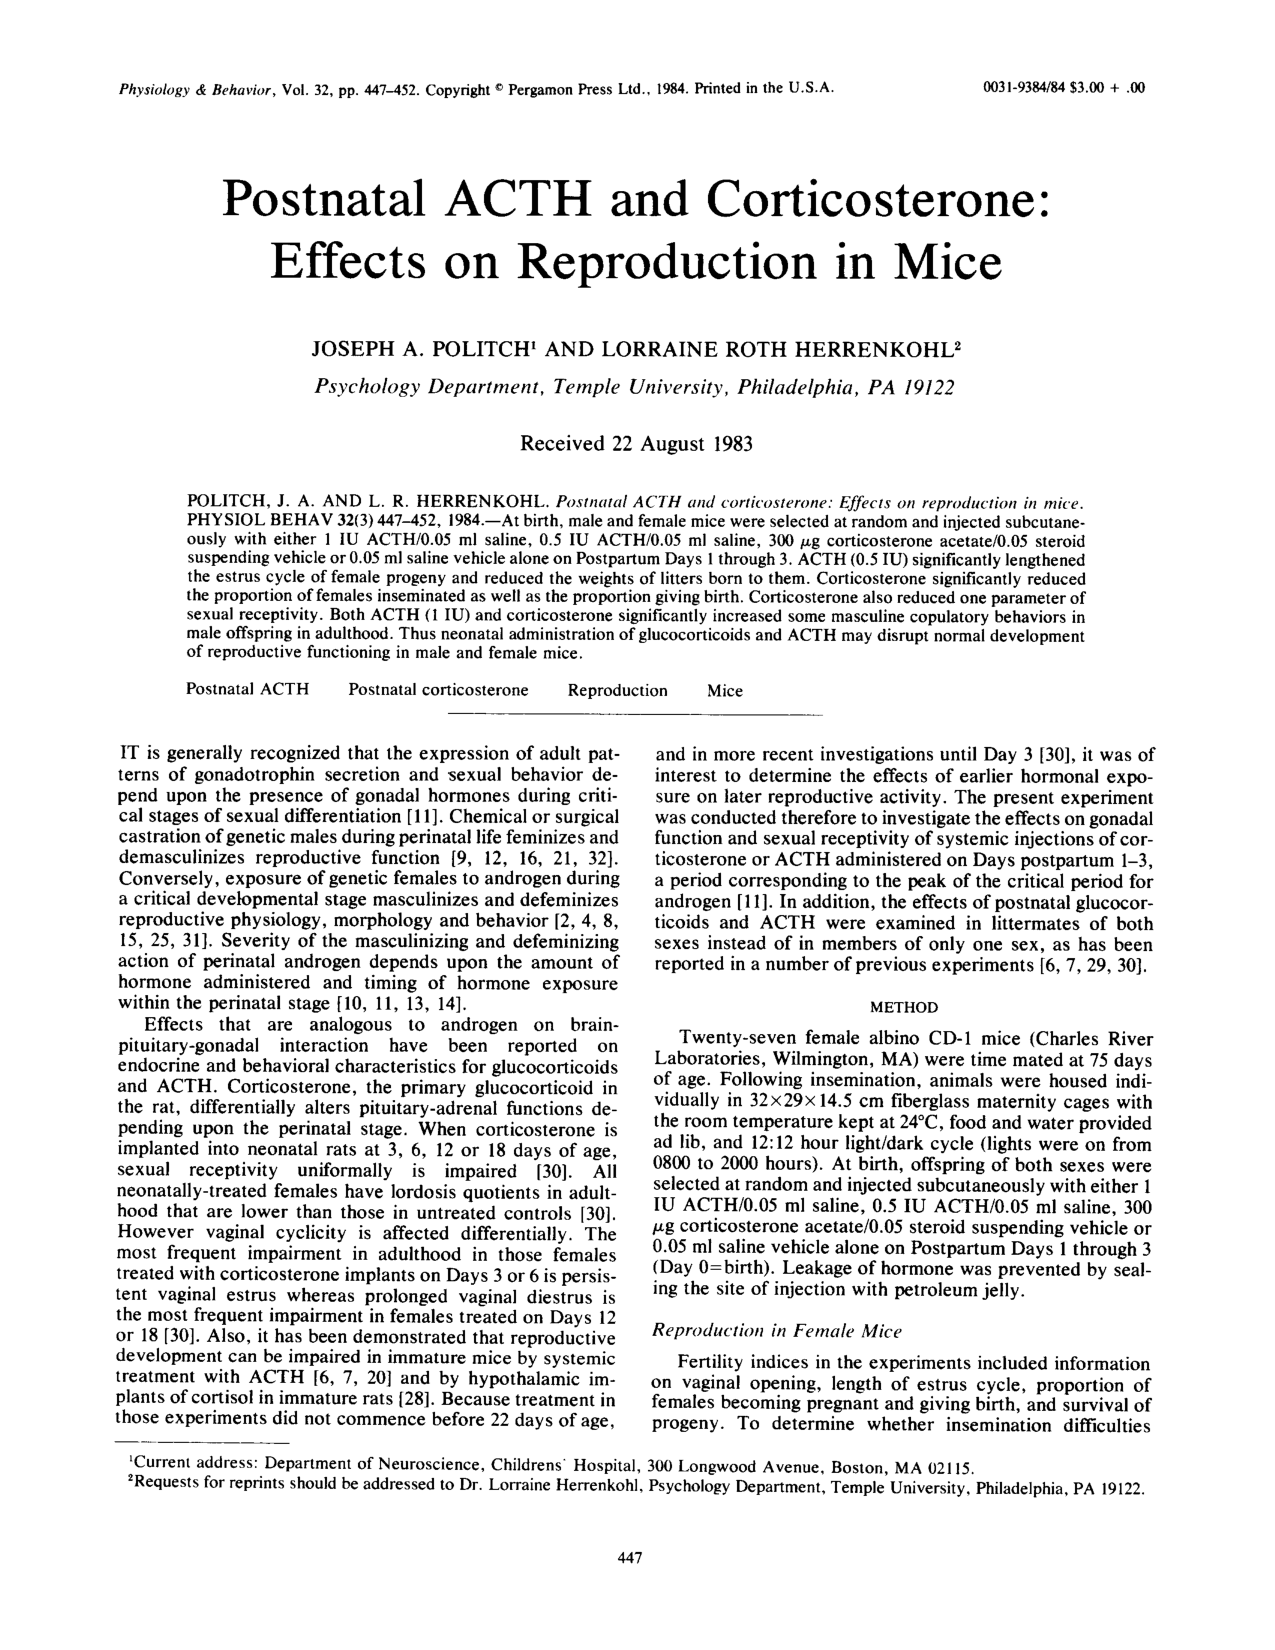 Physiology & Behavior, Vol. 32, pp. 447–452. Copyright © Pergamon Press Ltd., 1984. Printed in the U.S.A.
0031-9384/84 $3.00 + .00
Postnatal ACTH and Corticosterone:
Effects on Reproduction in Mice
JOSEPH A. POLITCH¹ AND LORRAINE ROTH HERRENKOHL²
Psychology Department, Temple University, Philadelphia, PA 19122
Received 22 August 1983
POLITCH, J. A. AND L. R. HERRENKOHL. Postnatal ACTH and corticosterone: Effects on reproduction in mice.
PHYSIOL BEHAV 32(3) 447–452, 1984.—At birth, male and female mice were selected at random and injected subcutane-
ously with either 1 IU ACTH/0.05 ml saline, 0.5 IU ACTH/0.05 ml saline, 300 µg corticosterone acetate/0.05 steroid
suspending vehicle or 0.05 ml saline vehicle alone on Postpartum Days 1 through 3. ACTH (0.5 IU) significantly lengthened
the estrus cycle of female progeny and reduced the weights of litters born to them. Corticosterone significantly reduced
the proportion of females inseminated as well as the proportion giving birth. Corticosterone also reduced one parameter of
sexual receptivity. Both ACTH (1 IU) and corticosterone significantly increased some masculine copulatory behaviors in
male offspring in adulthood. Thus neonatal administration of glucocorticoids and ACTH may disrupt normal development
of reproductive functioning in male and female mice.
Postnatal ACTH Postnatal corticosterone Reproduction Mice
IT is generally recognized that the expression of adult pat-
terns of gonadotrophin secretion and sexual behavior de-
pend upon the presence of gonadal hormones during criti-
cal stages of sexual differentiation [11]. Chemical or surgical
castration of genetic males during perinatal life feminizes and
demasculinizes reproductive function [9, 12, 16, 21, 32].
Conversely, exposure of genetic females to androgen during
a critical developmental stage masculinizes and defeminizes
reproductive physiology, morphology and behavior [2, 4, 8,
15, 25, 31]. Severity of the masculinizing and defeminizing
action of perinatal androgen depends upon the amount of
hormone administered and timing of hormone exposure
within the perinatal stage [10, 11, 13, 14].
Effects that are analogous to androgen on brain-
pituitary-gonadal interaction have been reported on
endocrine and behavioral characteristics for glucocorticoids
and ACTH. Corticosterone, the primary glucocorticoid in
the rat, differentially alters pituitary-adrenal functions de-
pending upon the perinatal stage. When corticosterone is
implanted into neonatal rats at 3, 6, 12 or 18 days of age,
sexual receptivity uniformally is impaired [30]. All
neonatally-treated females have lordosis quotients in adult-
hood that are lower than those in untreated controls [30].
However vaginal cyclicity is affected differentially. The
most frequent impairment in adulthood in those females
treated with corticosterone implants on Days 3 or 6 is persis-
tent vaginal estrus whereas prolonged vaginal diestrus is
the most frequent impairment in females treated on Days 12
or 18 [30]. Also, it has been demonstrated that reproductive
development can be impaired in immature mice by systemic
treatment with ACTH [6, 7, 20] and by hypothalamic im-
plants of cortisol in immature rats [28]. Because treatment in
those experiments did not commence before 22 days of age,
and in more recent investigations until Day 3 [30], it was of
interest to determine the effects of earlier hormonal expo-
sure on later reproductive activity. The present experiment
was conducted therefore to investigate the effects on gonadal
function and sexual receptivity of systemic injections of cor-
ticosterone or ACTH administered on Days postpartum 1–3,
a period corresponding to the peak of the critical period for
androgen [11]. In addition, the effects of postnatal glucocor-
ticoids and ACTH were examined in littermates of both
sexes instead of in members of only one sex, as has been
reported in a number of previous experiments [6, 7, 29, 30].
METHOD
Twenty-seven female albino CD-1 mice (Charles River
Laboratories, Wilmington, MA) were time mated at 75 days
of age. Following insemination, animals were housed indi-
vidually in 32×29×14.5 cm fiberglass maternity cages with
the room temperature kept at 24°C, food and water provided
ad lib, and 12:12 hour light/dark cycle (lights were on from
0800 to 2000 hours). At birth, offspring of both sexes were
selected at random and injected subcutaneously with either 1
IU ACTH/0.05 ml saline, 0.5 IU ACTH/0.05 ml saline, 300
µg corticosterone acetate/0.05 steroid suspending vehicle or
0.05 ml saline vehicle alone on Postpartum Days 1 through 3
(Day 0=birth). Leakage of hormone was prevented by seal-
ing the site of injection with petroleum jelly.
Reproduction in Female Mice
Fertility indices in the experiments included information
on vaginal opening, length of estrus cycle, proportion of
females becoming pregnant and giving birth, and survival of
progeny. To determine whether insemination difficulties
¹Current address: Department of Neuroscience, Childrens' Hospital, 300 Longwood Avenue, Boston, MA 02115.
²Requests for reprints should be addressed to Dr. Lorraine Herrenkohl, Psychology Department, Temple University, Philadelphia, PA 19122.
447